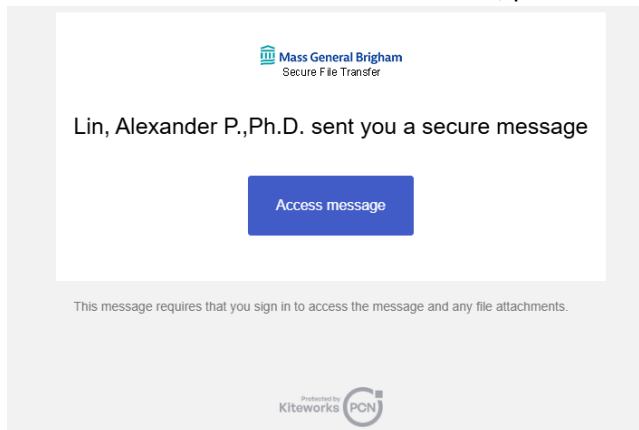 Mass General Brigham
Secure File Transfer
Lin, Alexander P.,Ph.D. sent you a secure message
Access message
This message requires that you sign in to access the message and any file attachments.
Protected by
Kiteworks PCN